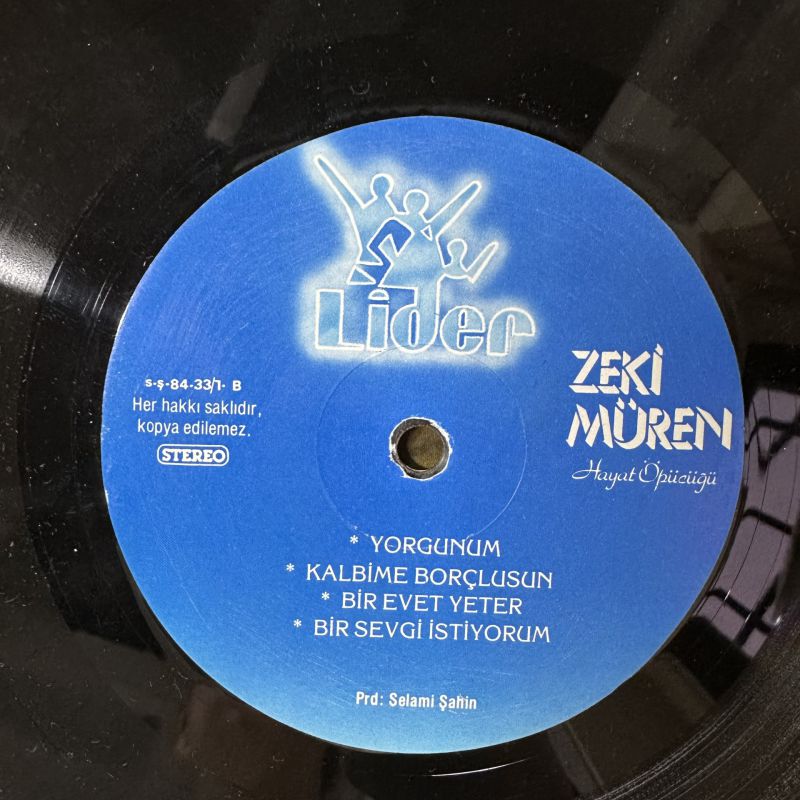 Lider
ZEKİ
MÜREN
Hayat Öpücüğü
s-ş-84-33/1- B
Her hakkı saklıdır,
kopya edilemez.
STEREO
* YORGUNUM
* KALBİME BORÇLUSUN
* BİR EVET YETER
* BİR SEVGİ İSTİYORUM
Prd: Selami Şahin